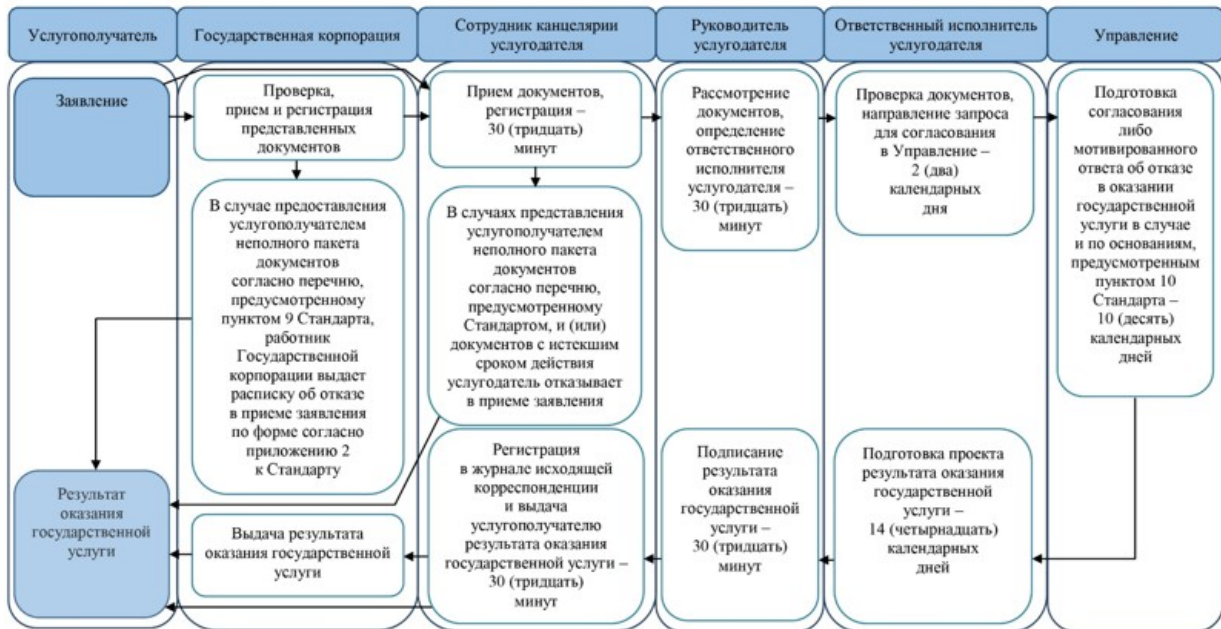 Услугополучатель
Государственная корпорация
Сотрудник канцелярии
услугодателя
Руководитель
услугодателя
Ответственный исполнитель
услугодателя
Управление
Заявление
Проверка,
прием и регистрация
представленных
документов
Прием документов,
регистрация –
30 (тридцать)
минут
Рассмотрение
документов,
определение
ответственного
исполнителя
услугодателя –
30 (тридцать)
минут
Проверка документов,
направление запроса
для согласования
в Управление –
2 (два)
календарных
дня
Подготовка
согласования
либо
мотивированного
ответа об отказе
в оказании
государственной
услуги в случае
и по основаниям,
предусмотренным
пунктом 10
Стандарта –
10 (десять)
календарных
дней
В случае предоставления
услугополучателем
неполного пакета
документов
согласно перечню,
предусмотренному
пунктом 9 Стандарта,
работник
Государственной
корпорации выдает
расписку об отказе
в приеме заявления
по форме согласно
приложению 2
к Стандарту
В случаях представления
услугополучателем
неполного пакета
документов
согласно перечню,
предусмотренному
Стандартом, и (или)
документов с истекшим
сроком действия
услугодатель отказывает
в приеме заявления
Результат
оказания
государственной
услуги
Выдача результата
оказания государственной
услуги
Регистрация
в журнале исходящей
корреспонденции
и выдача
услугополучателю
результата оказания
государственной услуги –
30 (тридцать)
минут
Подписание
результата
оказания
государственной
услуги –
30 (тридцать)
минут
Подготовка проекта
результата оказания
государственной
услуги –
14 (четырнадцать)
календарных
дней